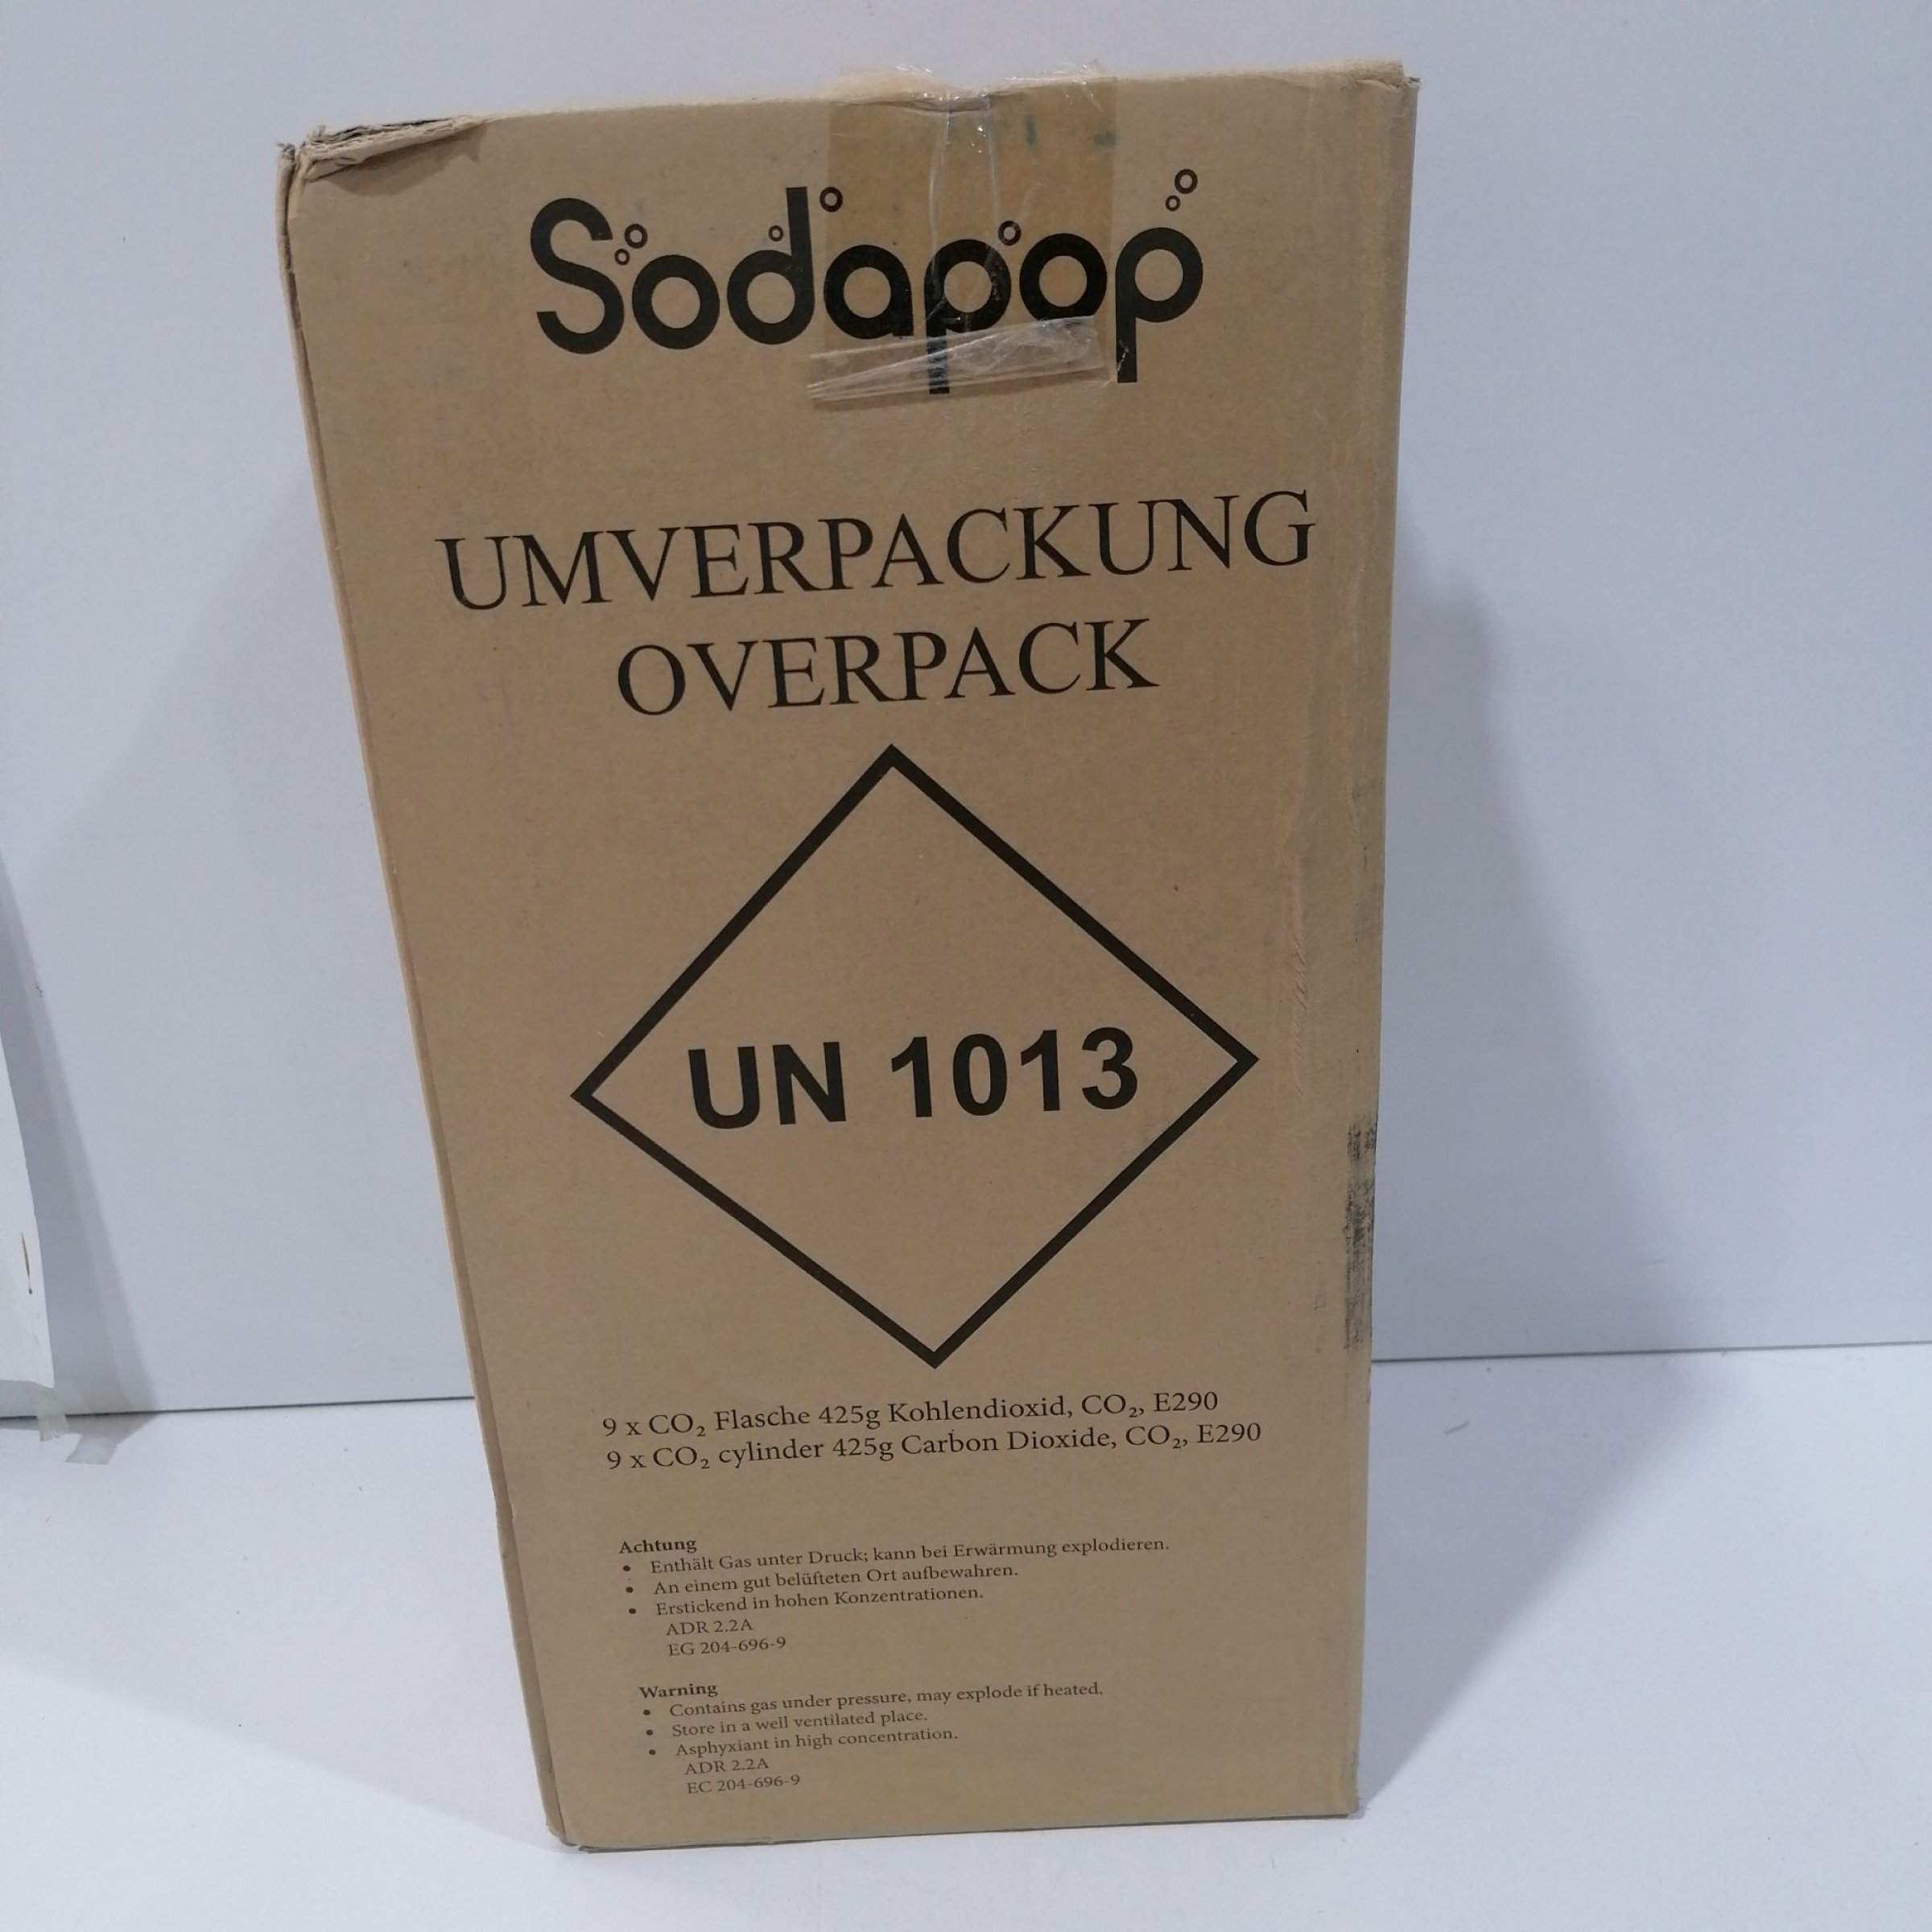 Sodapop
UMVERPACKUNG
OVERPACK
UN 1013
9 x CO₂ Flasche 425g Kohlendioxid, CO₂, E290
9 x CO₂ cylinder 425g Carbon Dioxide, CO₂, E290
Achtung
• Enthält Gas unter Druck; kann bei Erwärmung explodieren.
• An einem gut belüfteten Ort aufbewahren.
• Erstickend in hohen Konzentrationen.
ADR 2.2A
EG 204-696-9
Warning
• Contains gas under pressure, may explode if heated.
• Store in a well ventilated place.
• Asphyxiant in high concentration.
ADR 2.2A
EC 204-696-9